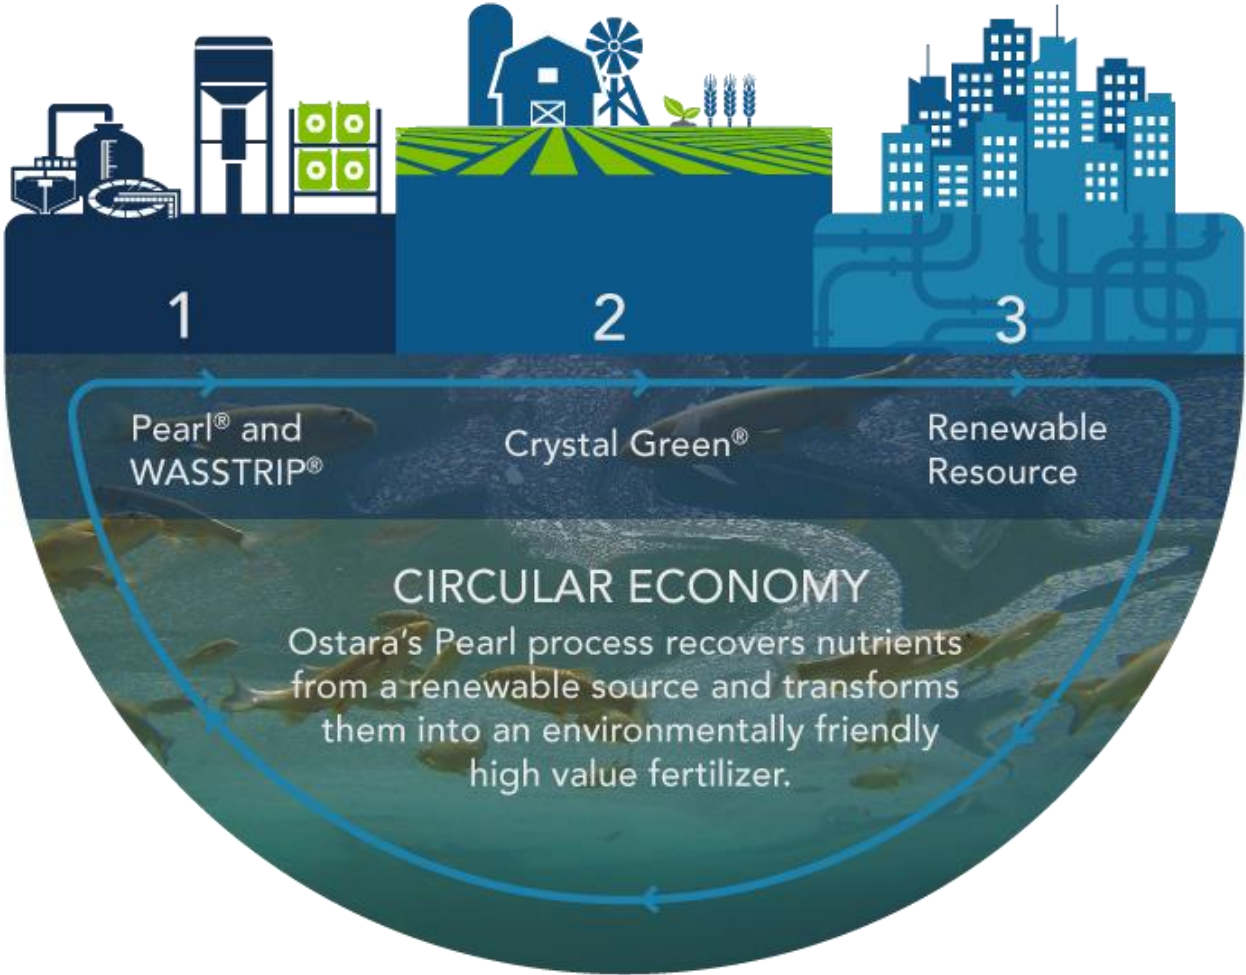 1
2
3
Pearl® and
WASSTRIP®
Crystal Green®
Renewable
Resource
CIRCULAR ECONOMY
Ostara’s Pearl process recovers nutrients
from a renewable source and transforms
them into an environmentally friendly
high value fertilizer.